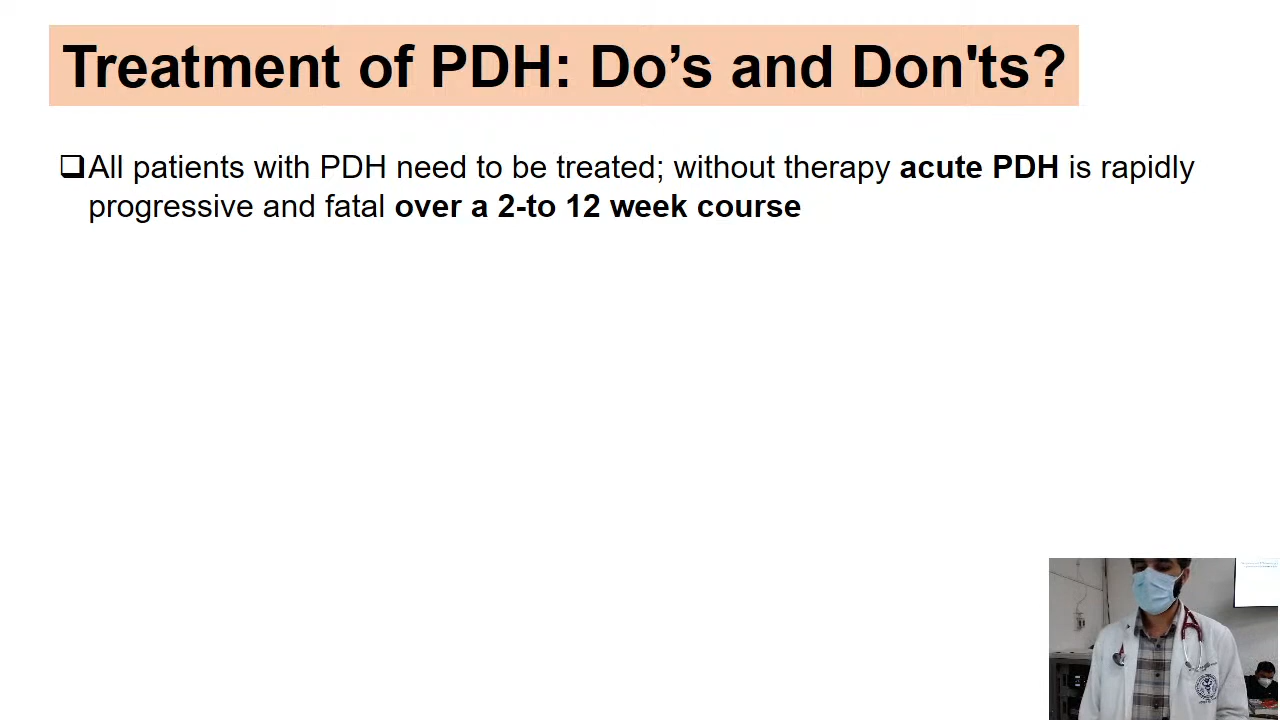 Treatment of PDH: Do’s and Don'ts?
❑All patients with PDH need to be treated; without therapy acute PDH is rapidly
progressive and fatal over a 2-to 12 week course